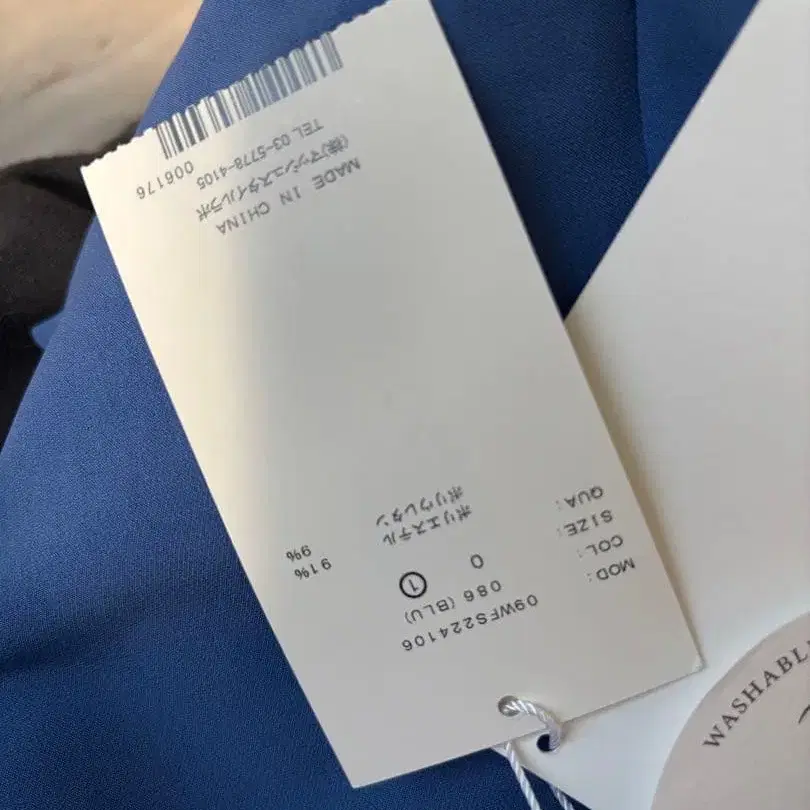 MOD: 09WFS224106
COL: 086 (BLU)
SIZE: 0 ①
QUA: ポリエステル 91%
ポリウレタン 9%
MADE IN CHINA
(株)マッシュスタイルラボ
TEL 03-5778-4105
006176
WASHABLE